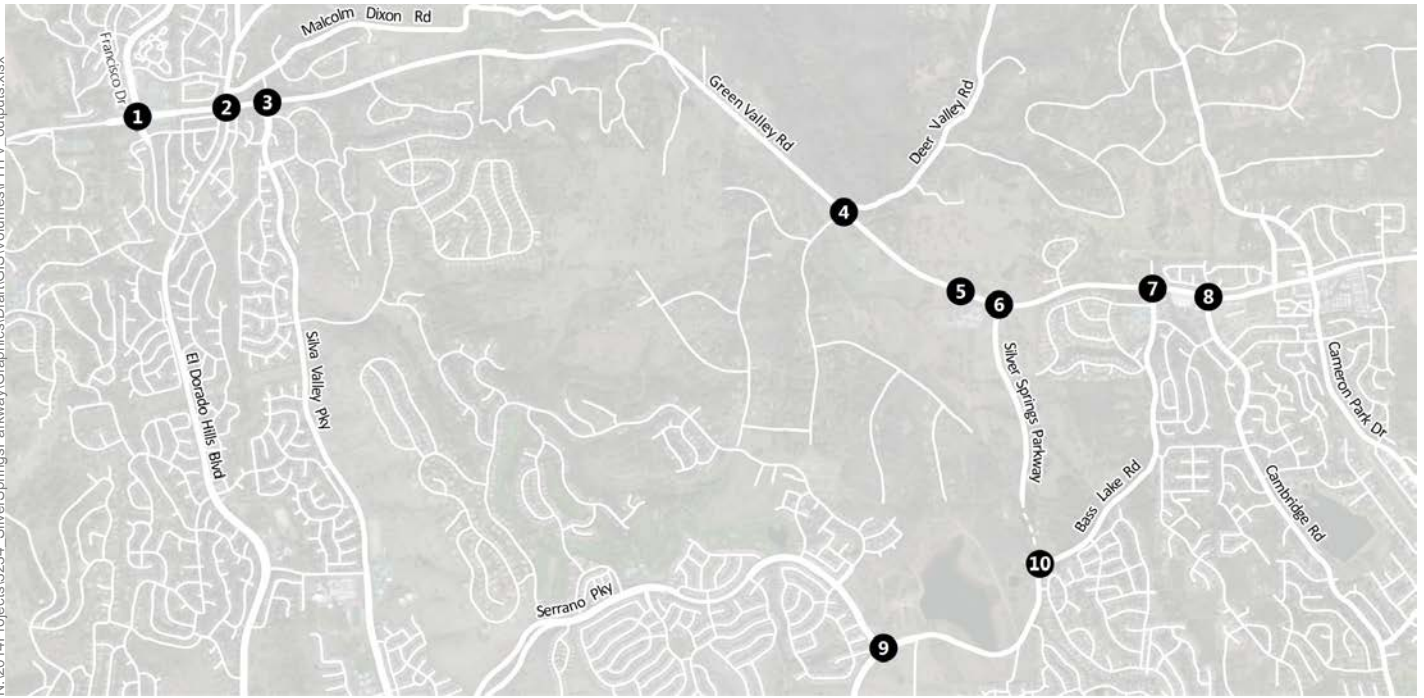 Malcolm Dixon Rd
Francisco Dr
1
2
3
Green Valley Rd
Deer Valley Rd
4
5
6
7
8
El Dorado Hills Blvd
Silva Valley Pky
Silver Springs Parkway
Cameron Park Dr
Bass Lake Rd
Cambridge Rd
10
Serrano Pky
9